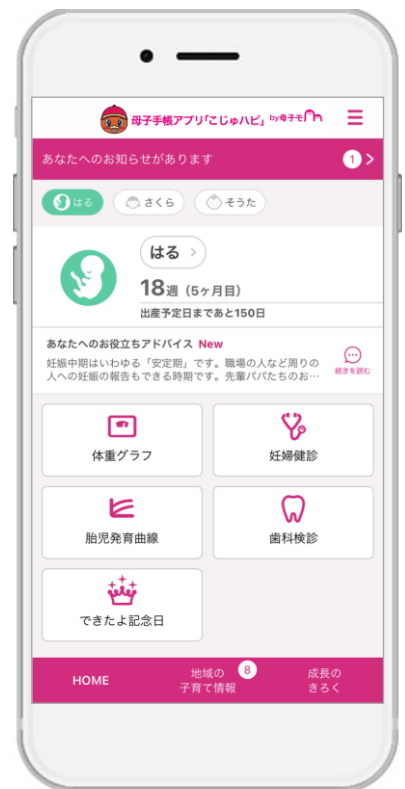 母子手帳アプリ「こじゅハピ」 by母子モ
あなたへのお知らせがあります 1
はる さくら そうた
はる
18週（5ヶ月目）
出産予定日まであと150日
あなたへのお役立ちアドバイス New
妊娠中期はいわゆる「安定期」です。職場の人など周りの
人への妊娠の報告もできる時期です。先輩パパたちのお…
続きを読む
体重グラフ 妊婦健診
胎児発育曲線 歯科検診
できたよ記念日
HOME
地域の 8
子育て情報
成長の
きろく